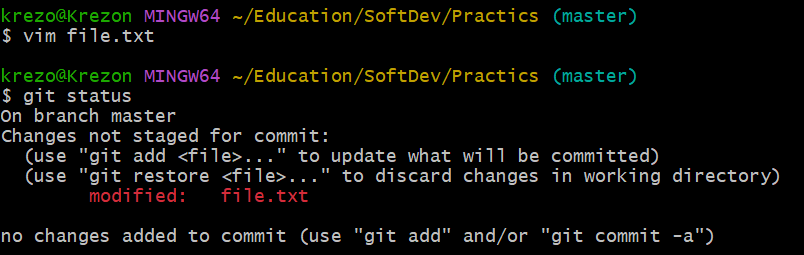 krezo@Krezon MINGW64 ~/Education/SoftDev/Practics (master)
$ vim file.txt
krezo@Krezon MINGW64 ~/Education/SoftDev/Practics (master)
$ git status
On branch master
Changes not staged for commit:
  (use "git add <file>..." to update what will be committed)
  (use "git restore <file>..." to discard changes in working directory)
        modified:   file.txt
no changes added to commit (use "git add" and/or "git commit -a")